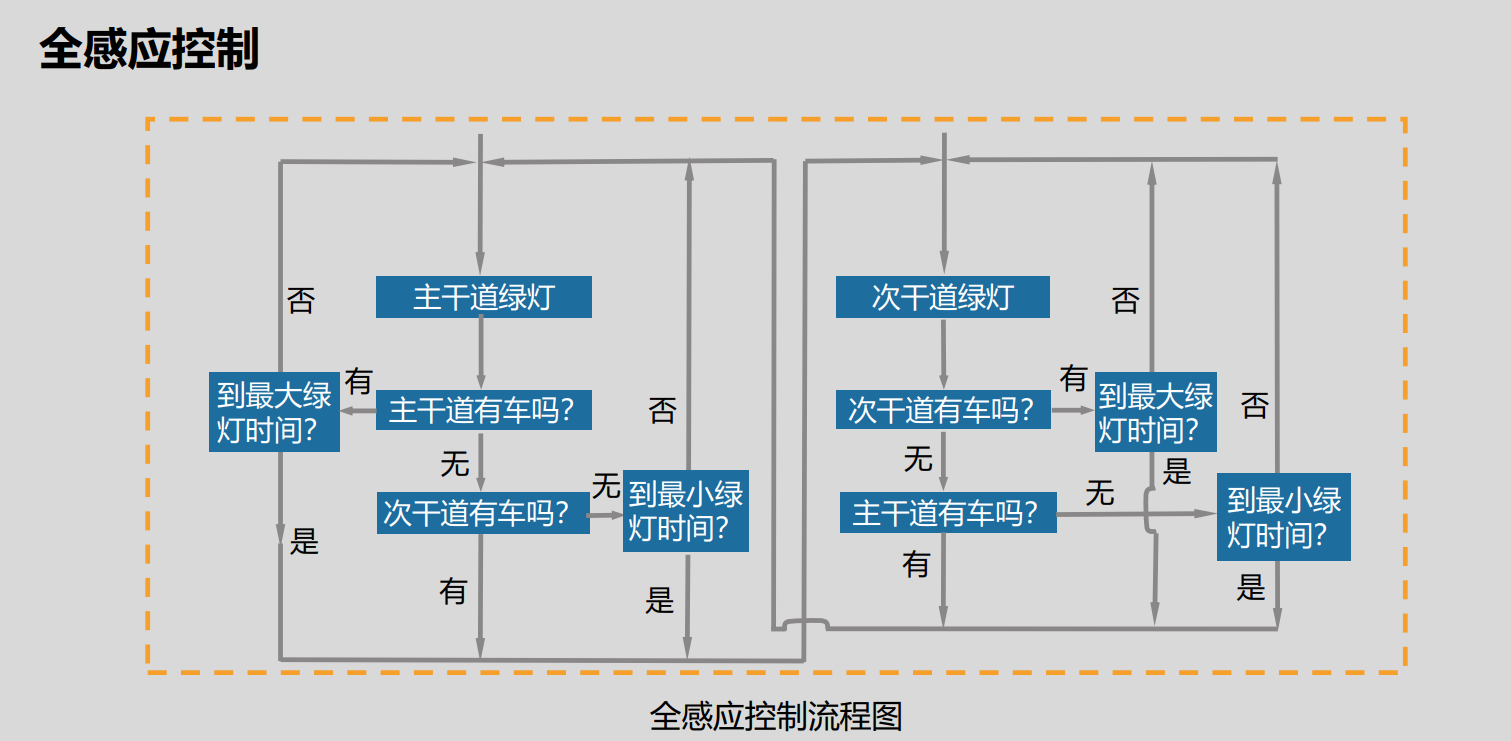 全感应控制
主干道绿灯
否
到最大绿
灯时间？
有
主干道有车吗？
否
无
次干道有车吗？
无
到最小绿
灯时间？
是
有
是
次干道绿灯
否
次干道有车吗？
有
到最大绿
灯时间？
否
无
是
主干道有车吗？
无
到最小绿
灯时间？
有
是
全感应控制流程图